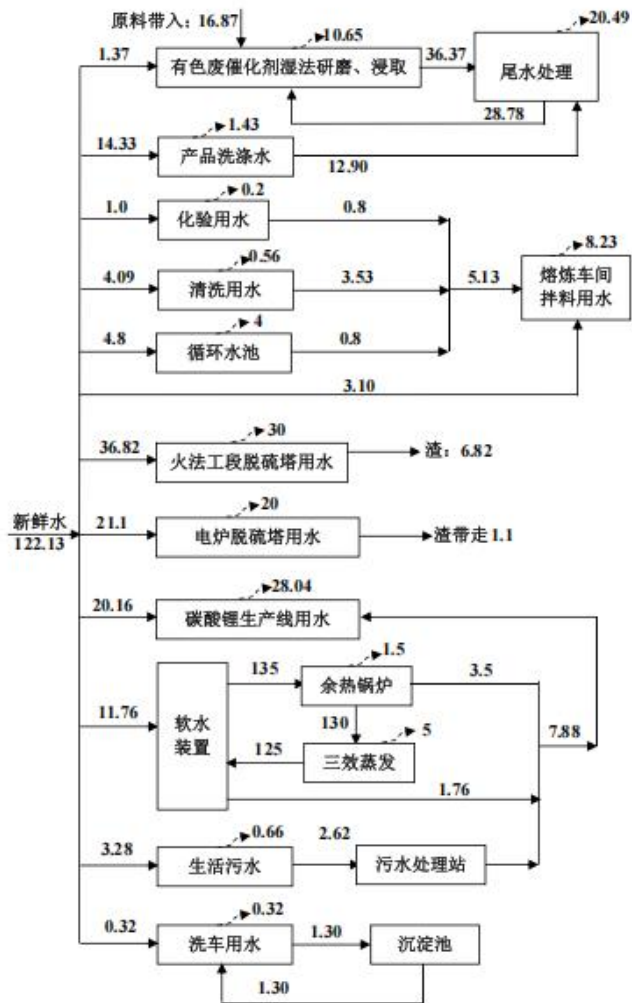 原料带入：16.87
10.65
20.49
1.37
有色废催化剂湿法研磨、浸取
36.37
尾水处理
28.78
1.43
14.33
产品洗涤水
12.90
0.2
1.0
化验用水
0.8
0.56
8.23
4.09
清洗用水
3.53
5.13
熔炼车间
拌料用水
4
4.8
循环水池
0.8
3.10
30
36.82
火法工段脱硫塔用水
渣：6.82
新鲜水
122.13
20
21.1
电炉脱硫塔用水
渣带走1.1
28.04
20.16
碳酸锂生产线用水
1.5
135
余热锅炉
3.5
11.76
软水
装置
130
7.88
5
125
三效蒸发
1.76
0.66
3.28
生活污水
2.62
污水处理站
0.32
0.32
洗车用水
1.30
沉淀池
1.30